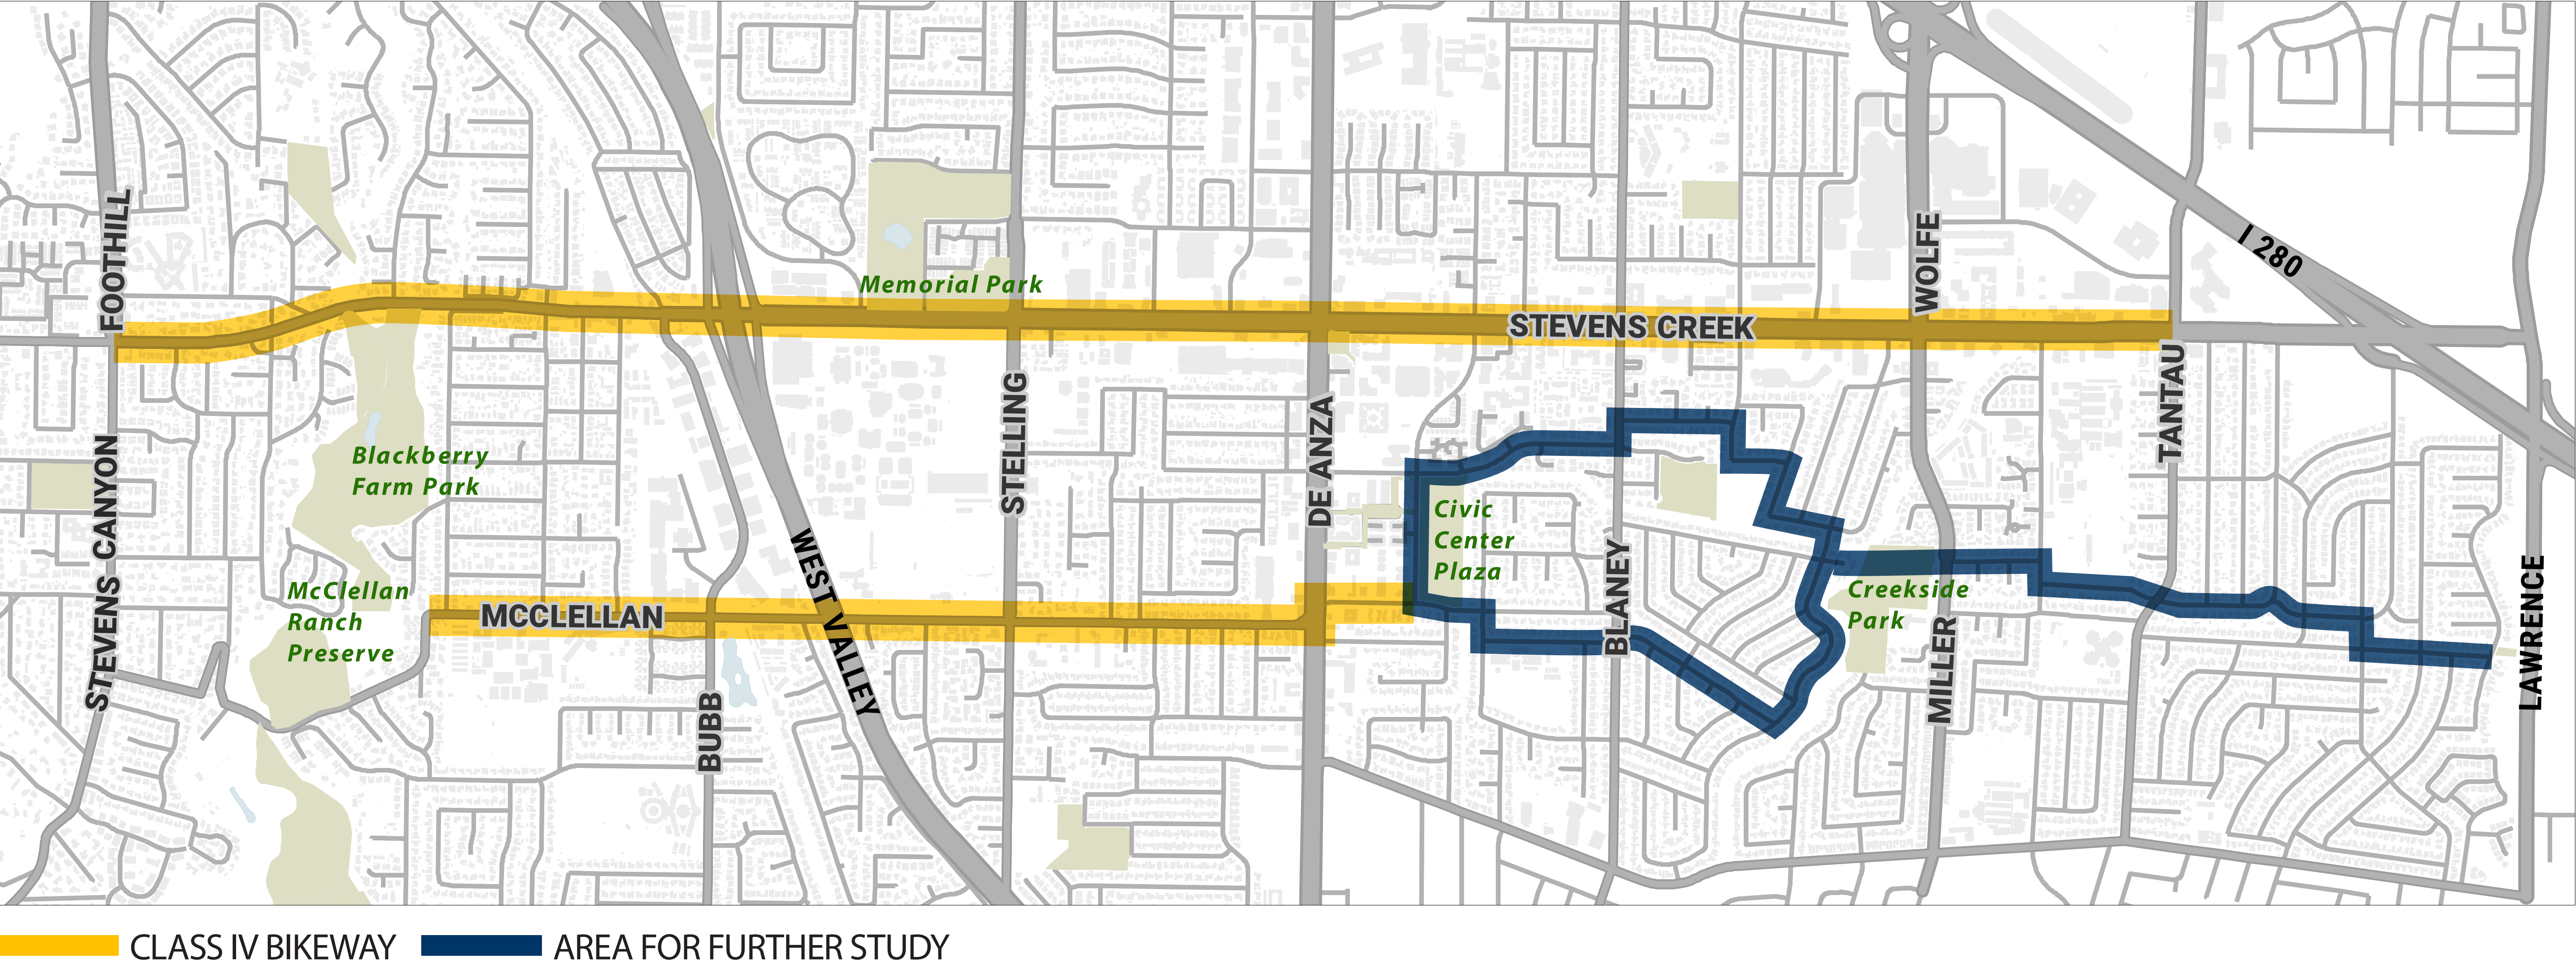 FOOTHILL
WOLFE
I 280
Memorial Park
STEVENS CREEK
TANTAU
STELLING
DE ANZA
STEVENS CANYON
Blackberry
Farm Park
Civic
Center
Plaza
WEST VALLEY
BLANEY
LAWRENCE
McClellan
Ranch
Preserve
MCCLELLAN
Creekside
Park
MILLER
BUBB
CLASS IV BIKEWAY
AREA FOR FURTHER STUDY